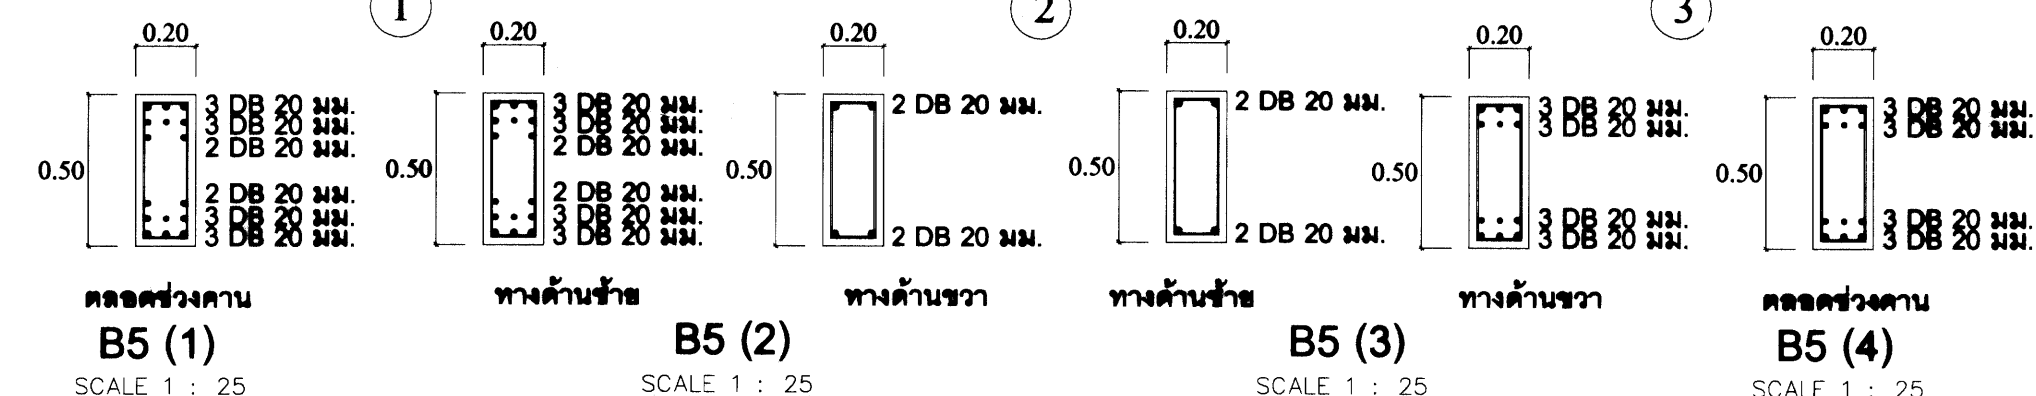 1
2
3
0.20
0.20
0.20
0.20
0.20
0.20
0.50
3 DB 20 มม.
3 DB 20 มม.
2 DB 20 มม.
2 DB 20 มม.
3 DB 20 มม.
3 DB 20 มม.
ตลอดช่วงคาน
B5 (1)
SCALE 1 : 25
0.50
3 DB 20 มม.
3 DB 20 มม.
2 DB 20 มม.
2 DB 20 มม.
3 DB 20 มม.
3 DB 20 มม.
ทางด้านซ้าย
0.50
2 DB 20 มม.
2 DB 20 มม.
ทางด้านขวา
B5 (2)
SCALE 1 : 25
0.50
2 DB 20 มม.
2 DB 20 มม.
ทางด้านซ้าย
0.50
3 DB 20 มม.
3 DB 20 มม.
3 DB 20 มม.
3 DB 20 มม.
ทางด้านขวา
B5 (3)
SCALE 1 : 25
0.50
3 DB 20 มม.
3 DB 20 มม.
3 DB 20 มม.
3 DB 20 มม.
ตลอดช่วงคาน
B5 (4)
SCALE 1 : 25